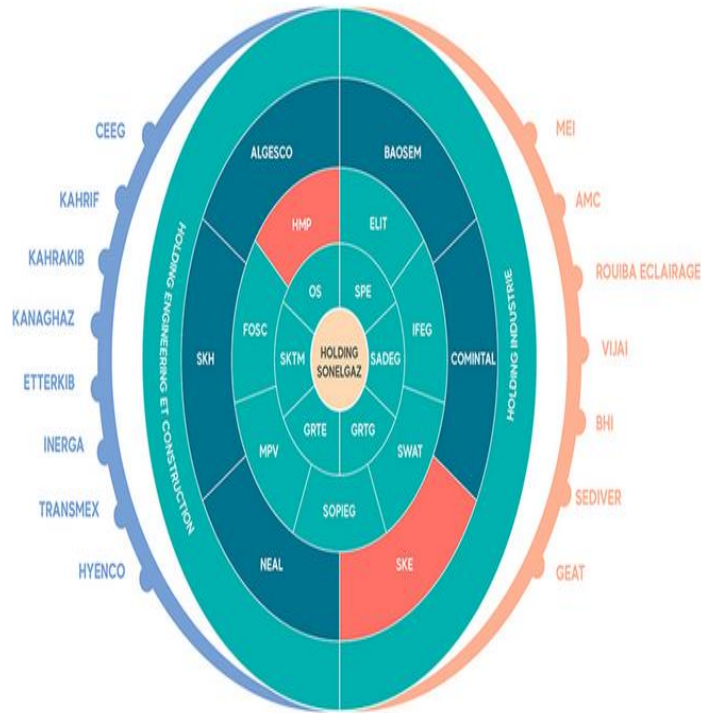 CEEG
KAHRIF
KAHRAKIB
KANAGHAZ
ETTERKIB
INERGA
TRANSMEX
HYENCO
HOLDING ENGINEERING ET CONSTRUCTION
ALGESCO
BAOSEM
SKH
COMINTAL
NEAL
SKE
HMP
ELIT
FOSC
IFEG
MPV
SWAT
SOPIEG
OS
SPE
SKTM
SADEG
GRTE
GRTG
HOLDING
SONELGAZ
HOLDING INDUSTRIE
MEI
AMC
ROUIBA ECLAIRAGE
VIJAI
BHI
SEDIVER
GEAT